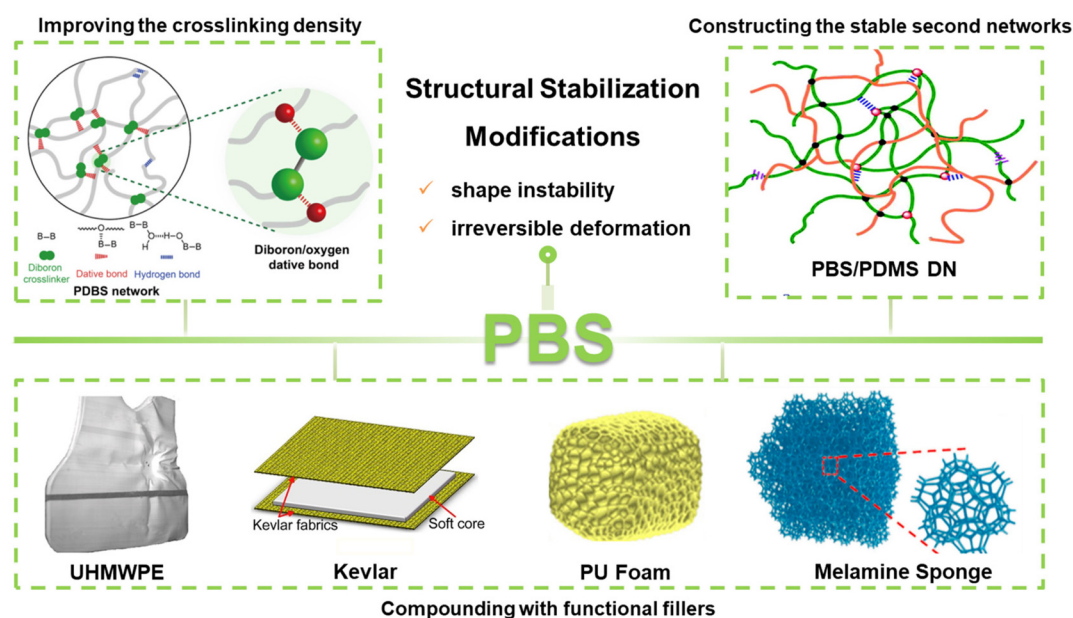 Improving the crosslinking density
Constructing the stable second networks
Structural Stabilization
Modifications
✓ shape instability
✓ irreversible deformation
Diboron/oxygen
dative bond
B–B
O
B–B
B–B
O
H
H–O
B–B
Diboron
crosslinker
Dative bond
Hydrogen bond
PDBS network
PBS/PDMS DN
PBS
Kevlar fabrics
Soft core
UHMWPE
Kevlar
PU Foam
Melamine Sponge
Compounding with functional fillers